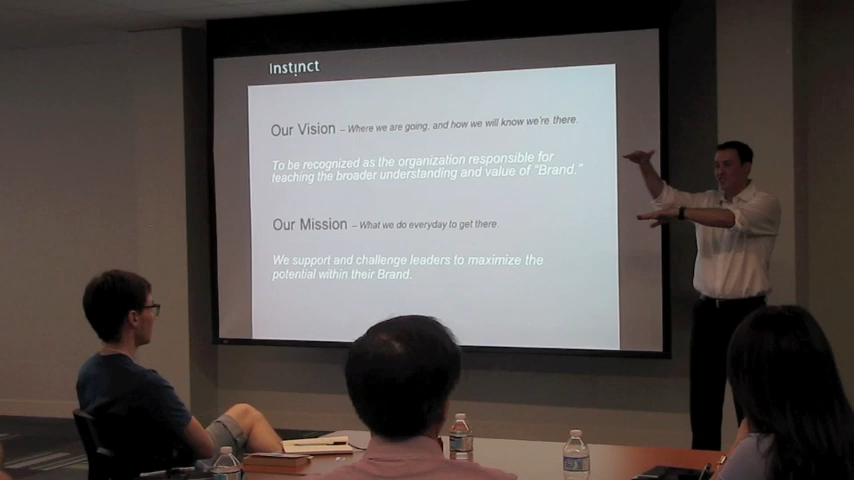 Instinct
Our Vision – Where we are going, and how we will know we're there.
To be recognized as the organization responsible for
teaching the broader understanding and value of "Brand."
Our Mission – What we do everyday to get there.
We support and challenge leaders to maximize the
potential within their Brand.